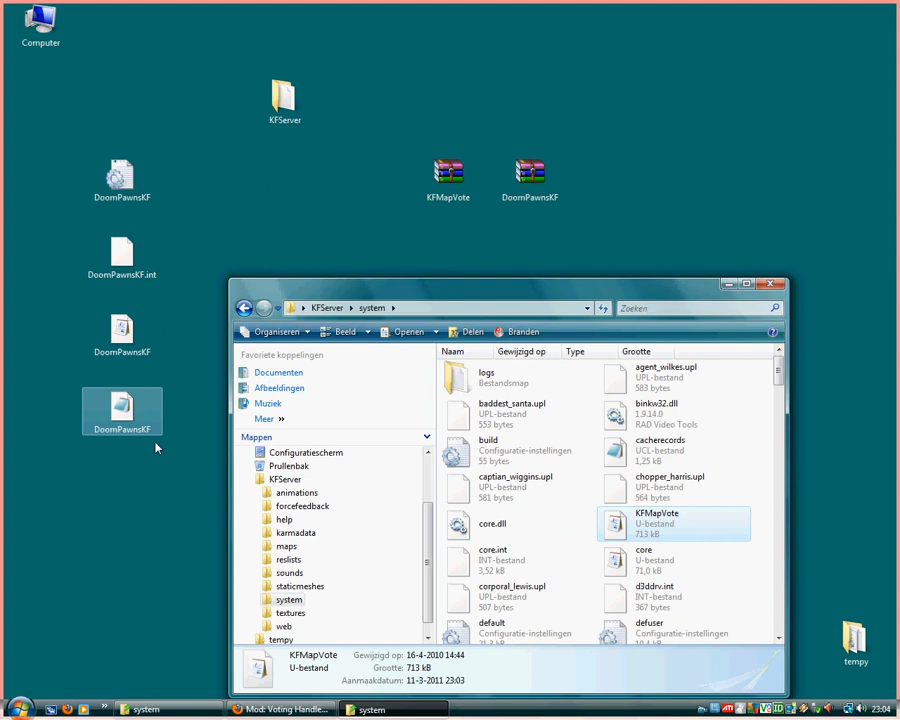 Computer
KFServer
DoomPawnsKF
KFMapVote
DoomPawnsKF
DoomPawnsKF.int
DoomPawnsKF
DoomPawnsKF
KFServer
system
Zoeken
Organiseren
Beeld
Openen
Delen
Branden
Favoriete koppelingen
Documenten
Afbeeldingen
Muziek
Meer »
Mappen
Configuratiescherm
Prullenbak
KFServer
animations
forcefeedback
help
karmadata
maps
reslists
sounds
staticmeshes
system
textures
web
tempy
Naam
Gewijzigd op
Type
Grootte
logs
Bestandsmap
agent_wilkes.upl
UPL-bestand
583 bytes
baddest_santa.upl
UPL-bestand
553 bytes
binkw32.dll
1.9.14.0
RAD Video Tools
build
Configuratie-instellingen
55 bytes
cacherecords
UCL-bestand
1,25 kB
captian_wiggins.upl
UPL-bestand
581 bytes
chopper_harris.upl
UPL-bestand
564 bytes
core.dll
KFMapVote
U-bestand
713 kB
core.int
INT-bestand
3,52 kB
core
U-bestand
71,0 kB
corporal_lewis.upl
UPL-bestand
507 bytes
d3ddrv.int
INT-bestand
367 bytes
default
Configuratie-instellingen
defuser
Configuratie-instellingen
KFMapVote
Gewijzigd op: 16-4-2010 14:44
U-bestand
Grootte: 713 kB
Aanmaakdatum: 11-3-2011 23:03
tempy
system
Mod: Voting Handle...
system
23:04